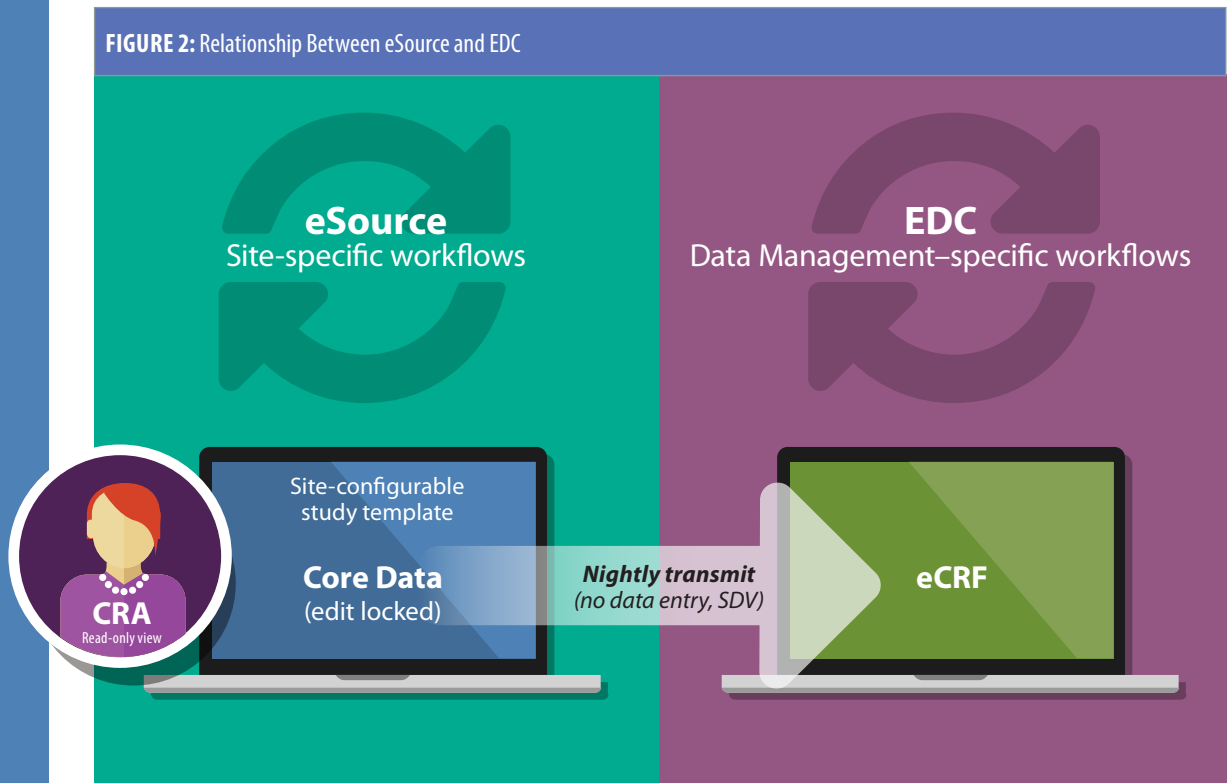 FIGURE 2: Relationship Between eSource and EDC
eSource
Site-specific workflows
EDC
Data Management–specific workflows
Site-configurable
study template
Core Data
(edit locked)
CRA
Read-only view
Nightly transmit
(no data entry, SDV)
eCRF